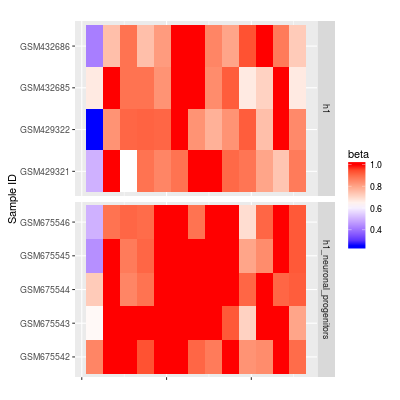 GSM432686
GSM432685
GSM429322
GSM429321
h1
GSM675546
GSM675545
GSM675544
GSM675543
GSM675542
h1_neuronal_progenitors
Sample ID
beta
1.0
0.8
0.6
0.4